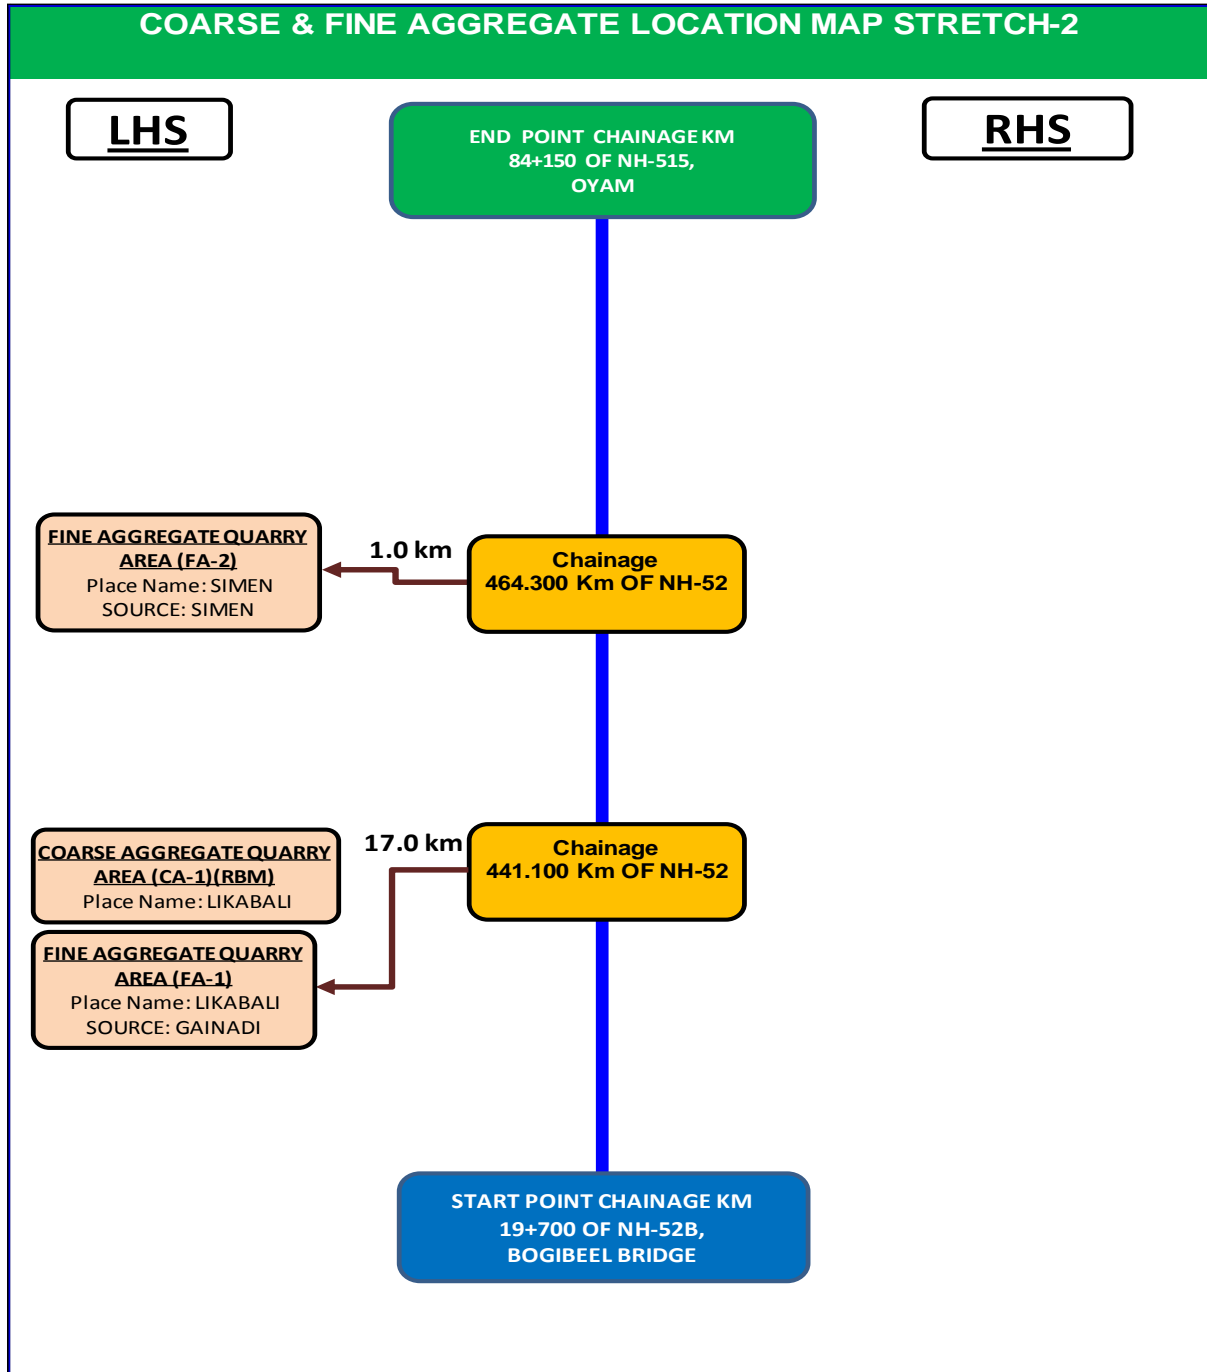 COARSE & FINE AGGREGATE LOCATION MAP STRETCH-2
LHS
RHS
END POINT CHAINAGE KM
84+150 OF NH-515,
OYAM
FINE AGGREGATE QUARRY
AREA (FA-2)
Place Name: SIMEN
SOURCE: SIMEN
1.0 km
Chainage
464.300 Km OF NH-52
COARSE AGGREGATE QUARRY
AREA (CA-1)(RBM)
Place Name: LIKABALI
17.0 km
Chainage
441.100 Km OF NH-52
FINE AGGREGATE QUARRY
AREA (FA-1)
Place Name: LIKABALI
SOURCE: GAINADI
START POINT CHAINAGE KM
19+700 OF NH-52B,
BOGIBEEL BRIDGE